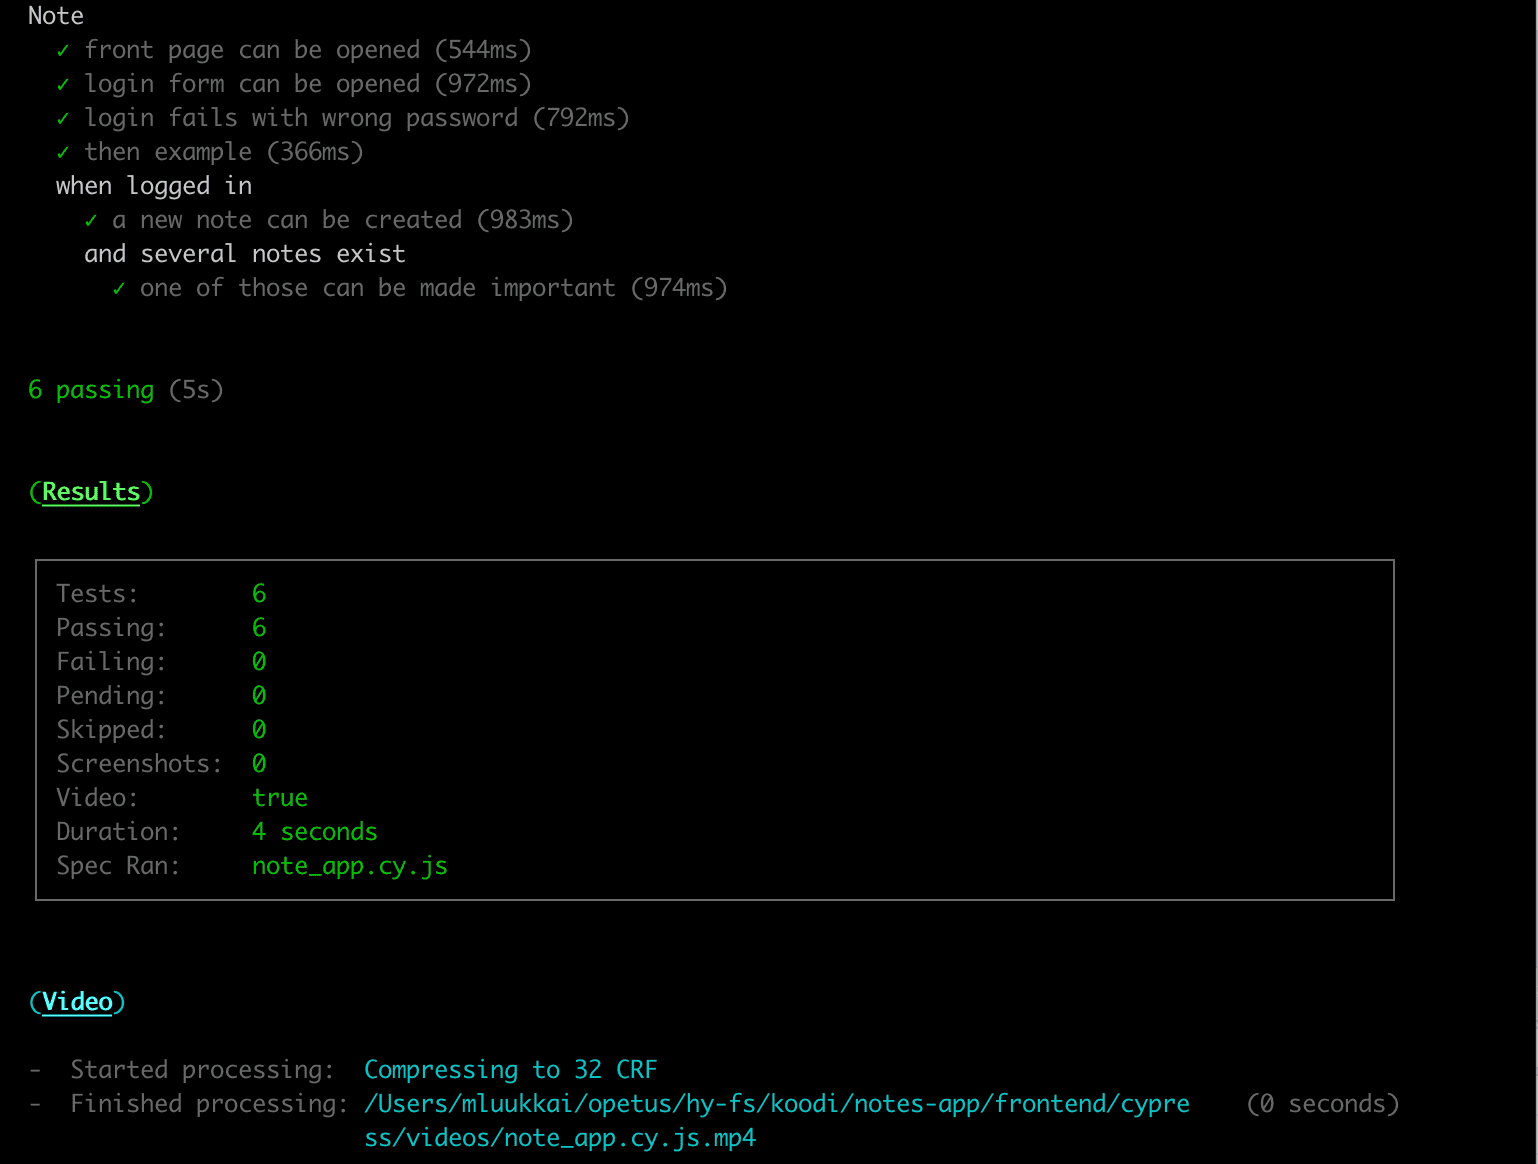 Note
✓ front page can be opened (544ms)
✓ login form can be opened (972ms)
✓ login fails with wrong password (792ms)
✓ then example (366ms)
when logged in
✓ a new note can be created (983ms)
and several notes exist
✓ one of those can be made important (974ms)
6 passing (5s)
(Results)
Tests: 6
Passing: 6
Failing: 0
Pending: 0
Skipped: 0
Screenshots: 0
Video: true
Duration: 4 seconds
Spec Ran: note_app.cy.js
(Video)
- Started processing: Compressing to 32 CRF
- Finished processing: /Users/mluukkai/opetus/hy-fs/koodi/notes-app/frontend/cypre (0 seconds)
ss/videos/note_app.cy.js.mp4